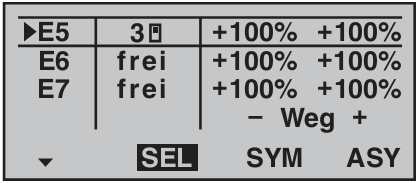 E5 3 +100% +100%
E6 frei +100% +100%
E7 frei +100% +100%
− Weg +
SEL SYM ASY